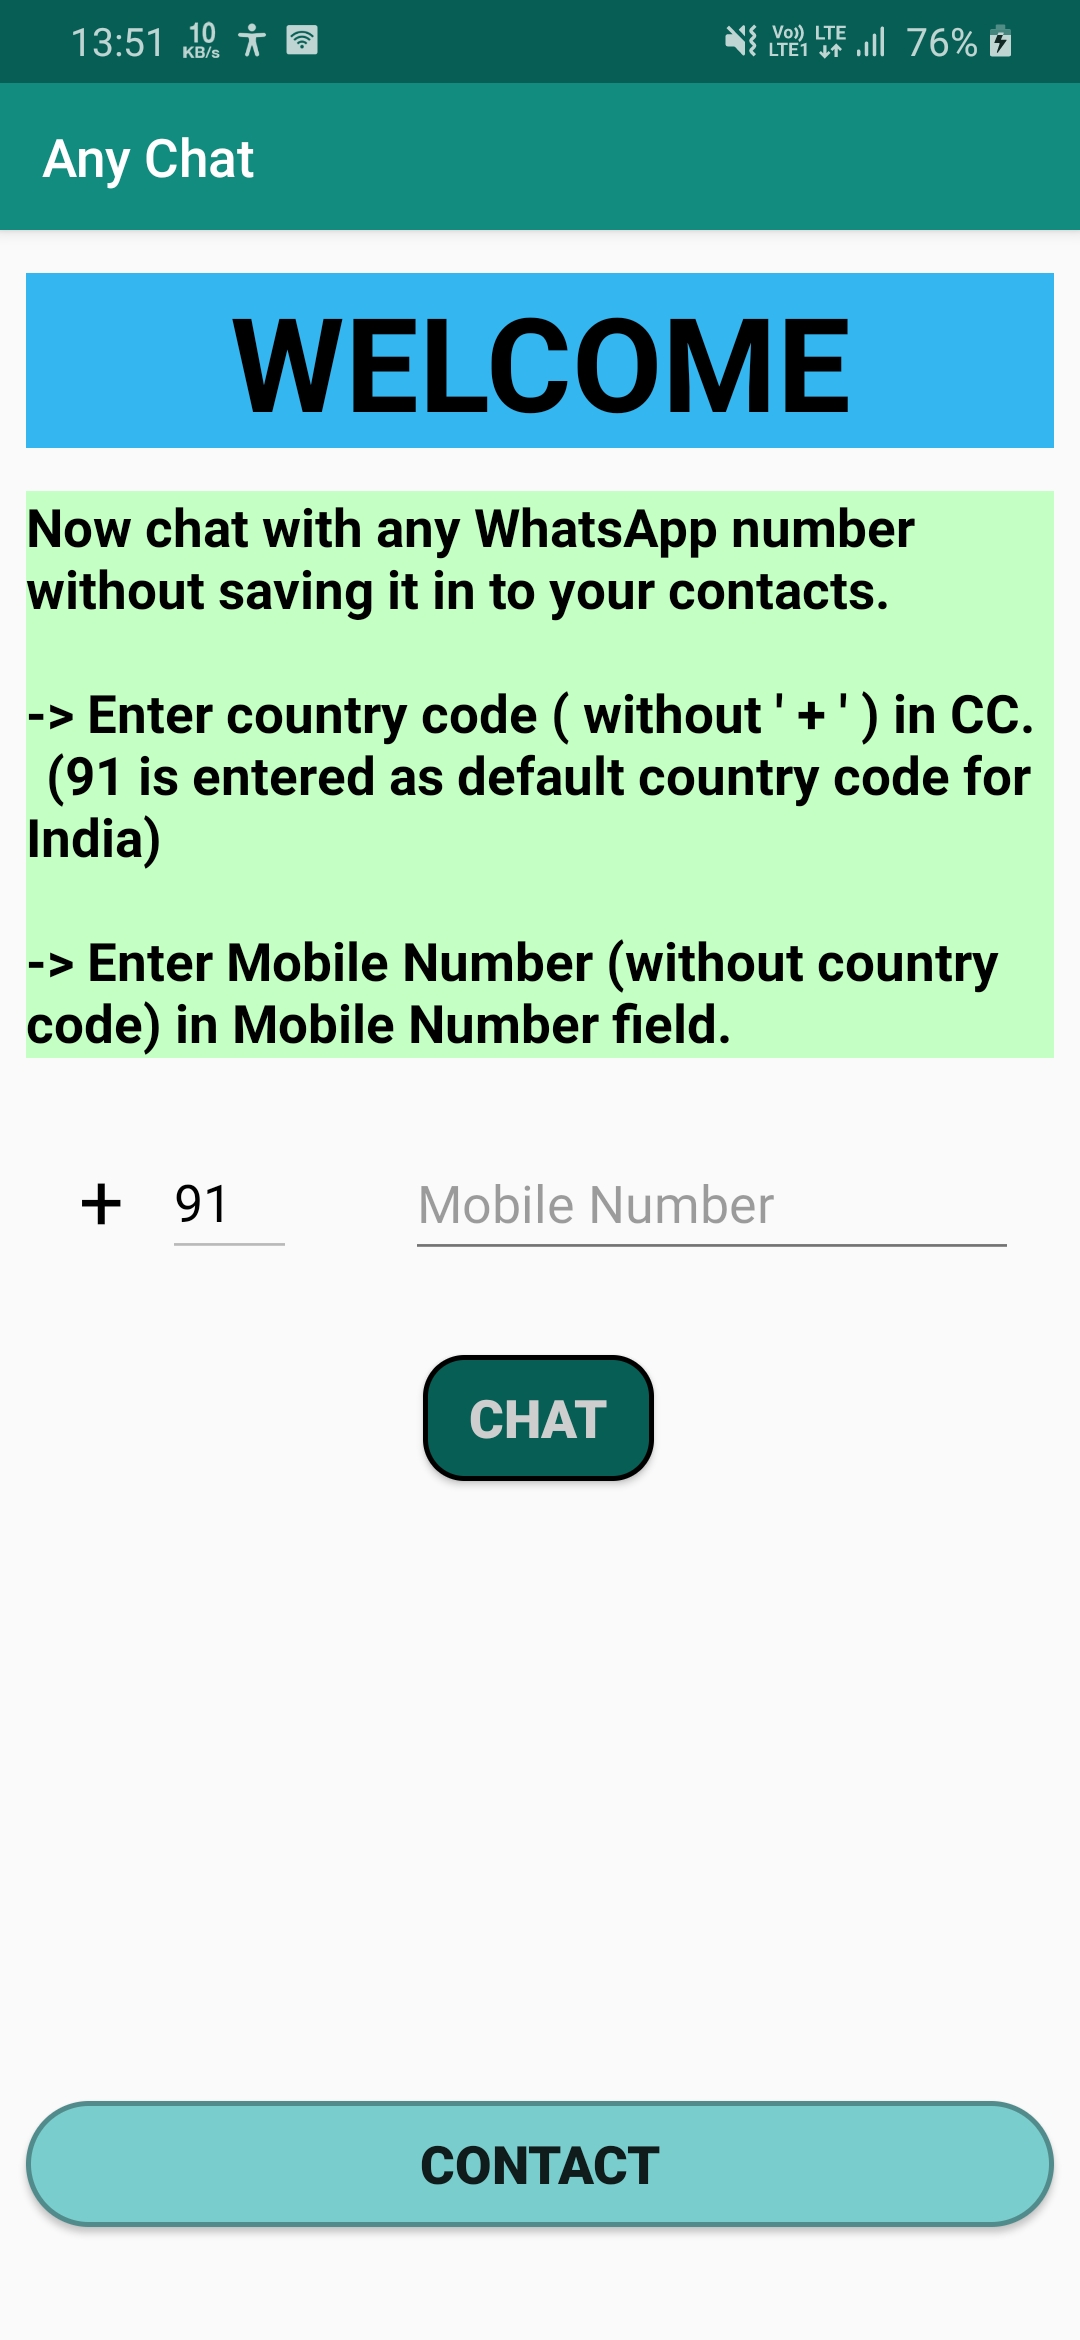 13:51 10 KB/s Vo)) LTE1 LTE 76%
Any Chat
WELCOME
Now chat with any WhatsApp number
without saving it in to your contacts.
-> Enter country code ( without ' + ' ) in CC.
(91 is entered as default country code for
India)
-> Enter Mobile Number (without country
code) in Mobile Number field.
+ 91 Mobile Number
CHAT
CONTACT